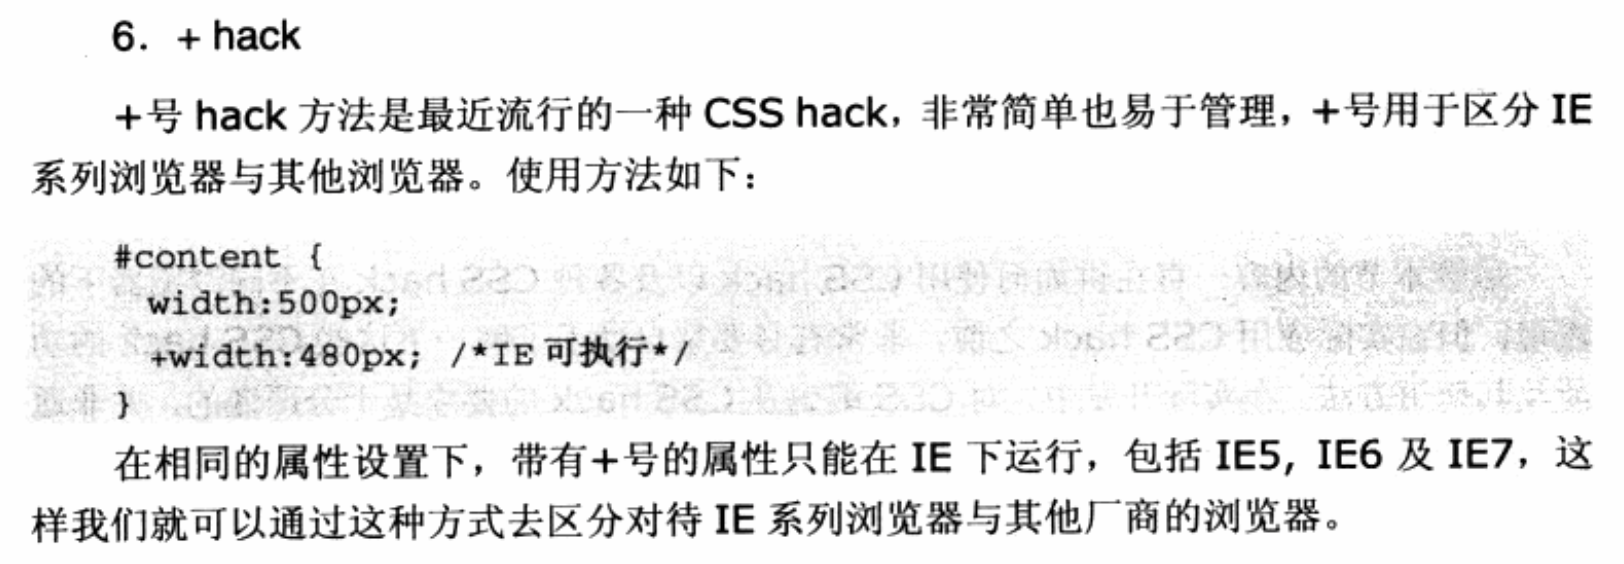 6. + hack
+号 hack 方法是最近流行的一种 CSS hack，非常简单也易于管理，+号用于区分 IE
系列浏览器与其他浏览器。使用方法如下：
#content {
width:500px;
+width:480px; /*IE 可执行*/
}
在相同的属性设置下，带有+号的属性只能在 IE 下运行，包括 IE5, IE6 及 IE7，这
样我们就可以通过这种方式去区分对待 IE 系列浏览器与其他厂商的浏览器。